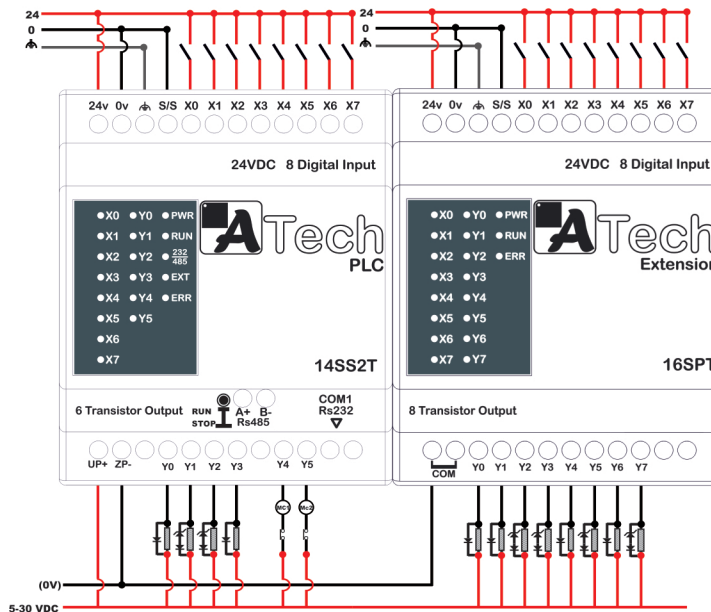 24 24
0 0
24v 0v S/S X0 X1 X2 X3 X4 X5 X6 X7 24v 0v S/S X0 X1 X2 X3 X4 X5 X6 X7
24VDC 8 Digital Input 24VDC 8 Digital Input
X0 Y0 PWR
X1 Y1 RUN
X2 Y2 232
485
X3 Y3 EXT
X4 Y4 ERR
X5 Y5
X6
X7
ATech
PLC
14SS2T
X0 Y0 PWR
X1 Y1 RUN
X2 Y2 ERR
X3 Y3
X4 Y4
X5 Y5
X6 Y6
X7 Y7
ATech
Extension
16SPT
6 Transistor Output
RUN
STOP
A+ B-
Rs485
COM1
Rs232
8 Transistor Output
UP+ ZP- Y0 Y1 Y2 Y3 Y4 Y5
COM Y0 Y1 Y2 Y3 Y4 Y5 Y6 Y7
MC1 Mc2
(0V)
5-30 VDC